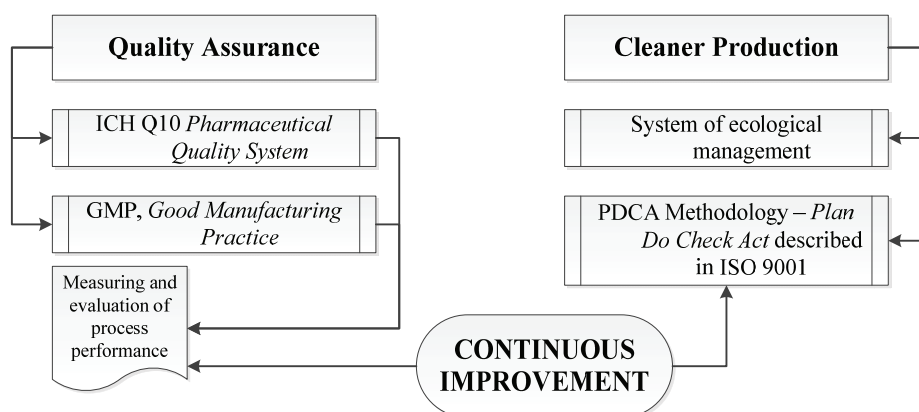 Quality Assurance
ICH Q10 Pharmaceutical
Quality System
GMP, Good Manufacturing
Practice
Measuring and
evaluation of
process
performance
Cleaner Production
System of ecological
management
PDCA Methodology – Plan
Do Check Act described
in ISO 9001
CONTINUOUS
IMPROVEMENT